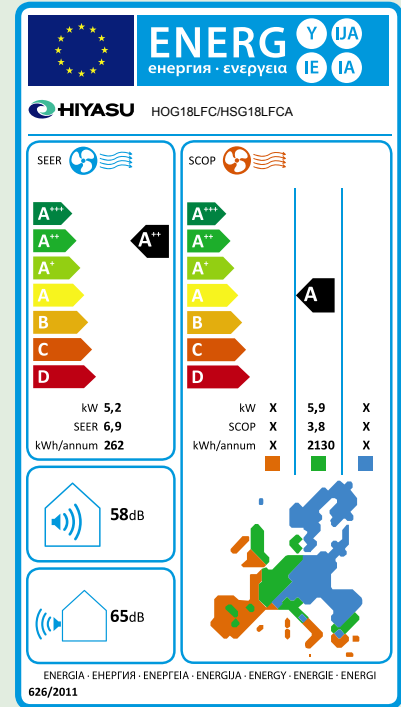 ENERG Y IJA
енергия · ενεργεια IE IA
HIYASU HOG18LFC/HSG18LFCA
SEER
A+++
A++
A+
A
B
C
D
A++
kW 5,2
SEER 6,9
kWh/annum 262
SCOP
A+++
A++
A+
A
B
C
D
A
kW X 5,9 X
SCOP X 3,8 X
kWh/annum X 2130 X
58dB
65dB
ENERGIA · ЕНЕРГИЯ · ΕΝΕΡΓΕΙΑ · ENERGIJA · ENERGY · ENERGIE · ENERGI
626/2011